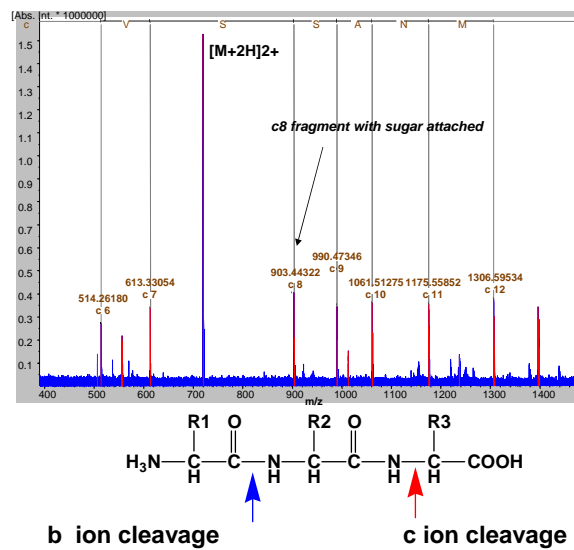 [Abs. Int. * 1000000]
c V S S A N M
[M+2H]2+
1.5
1.4
1.3
1.2
1.1
1.0
0.9
0.8
0.7
0.6
0.5
0.4
0.3
0.2
0.1
c8 fragment with sugar attached
514.26180
c 6
613.33054
c 7
903.44322
c 8
990.47346
c 9
1061.51275
c 10
1175.55852
c 11
1306.59534
c 12
400 500 600 700 800 900 1000 1100 1200 1300 1400
m/z
R1 O R2 O R3
H₃N C C N C C N C COOH
H H H H H
b ion cleavage c ion cleavage